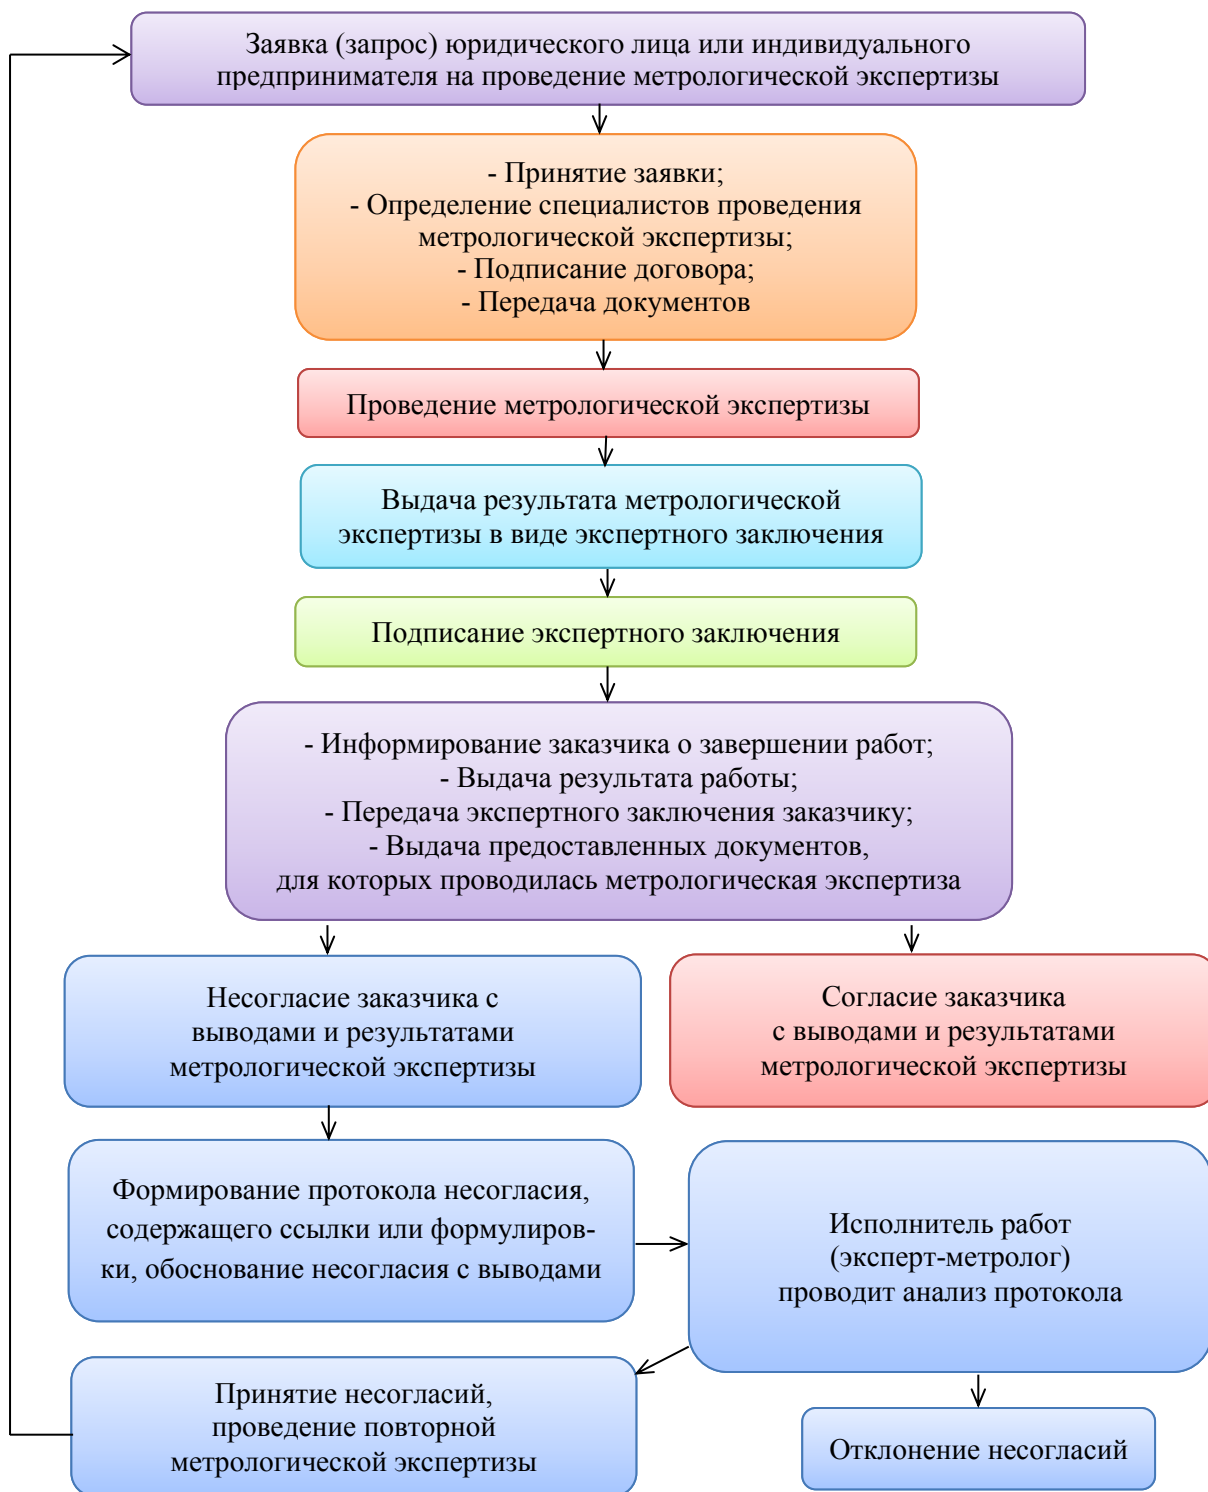 Заявка (запрос) юридического лица или индивидуального
предпринимателя на проведение метрологической экспертизы
- Принятие заявки;
- Определение специалистов проведения
метрологической экспертизы;
- Подписание договора;
- Передача документов
Проведение метрологической экспертизы
Выдача результата метрологической
экспертизы в виде экспертного заключения
Подписание экспертного заключения
- Информирование заказчика о завершении работ;
- Выдача результата работы;
- Передача экспертного заключения заказчику;
- Выдача предоставленных документов,
для которых проводилась метрологическая экспертиза
Несогласие заказчика с
выводами и результатами
метрологической экспертизы
Согласие заказчика
с выводами и результатами
метрологической экспертизы
Формирование протокола несогласия,
содержащего ссылки или формулиров-
ки, обоснование несогласия с выводами
Исполнитель работ
(эксперт-метролог)
проводит анализ протокола
Принятие несогласий,
проведение повторной
метрологической экспертизы
Отклонение несогласий